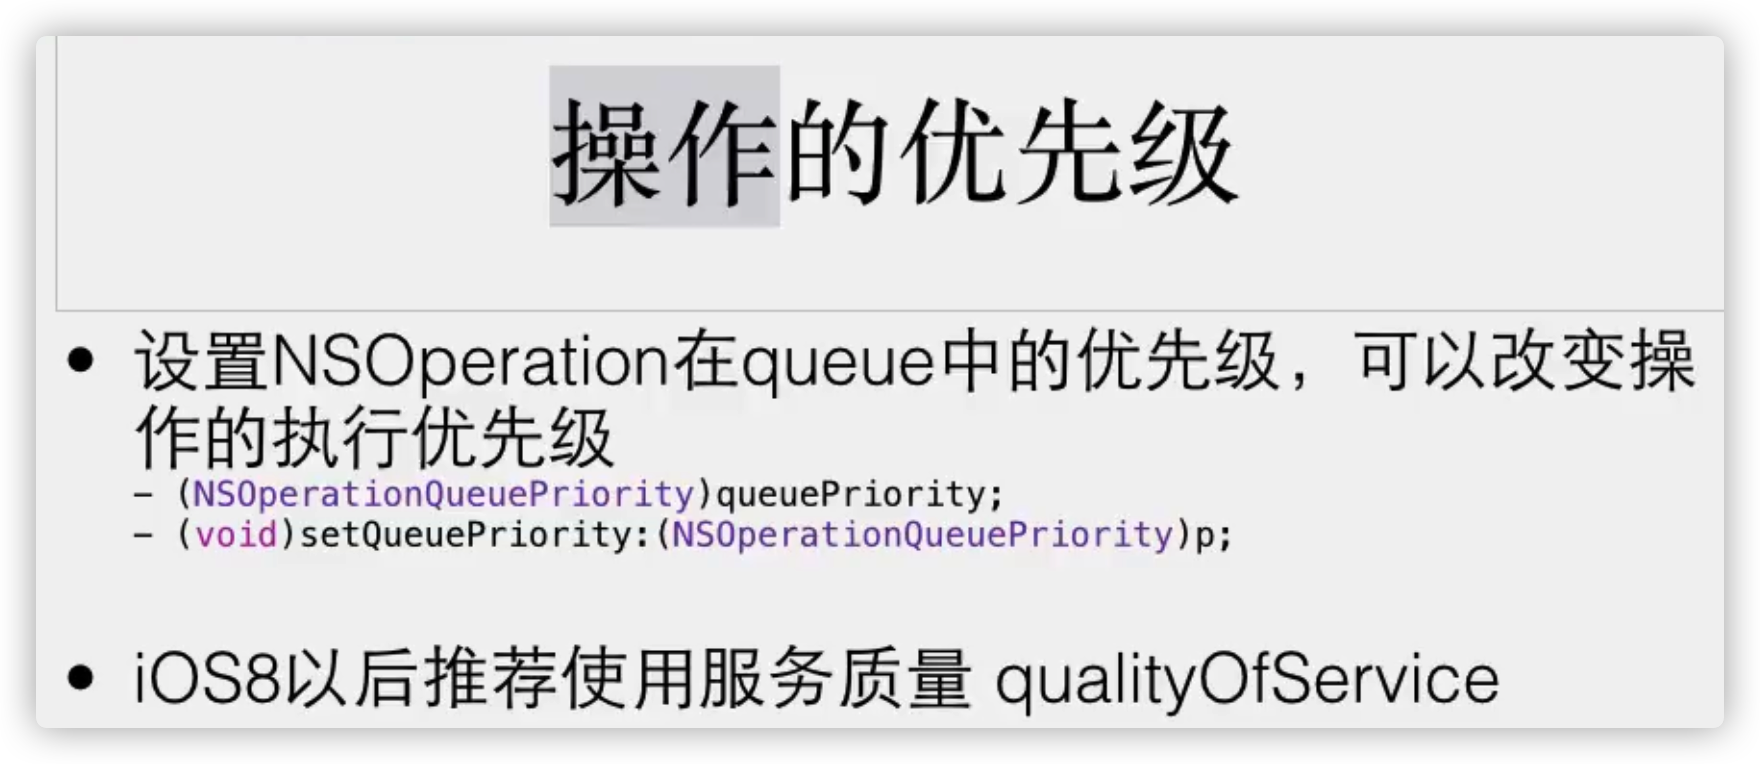 操作的优先级
• 设置NSOperation在queue中的优先级，可以改变操
作的执行优先级
- (NSOperationQueuePriority)queuePriority;
- (void)setQueuePriority:(NSOperationQueuePriority)p;
• iOS8以后推荐使用服务质量 qualityOfService